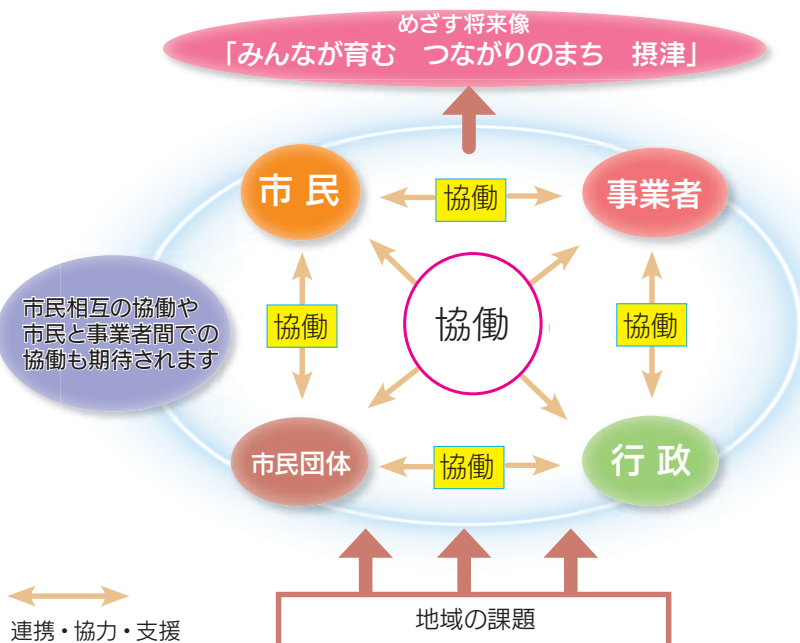 めざす将来像
「みんなが育む　つながりのまち　摂津」
市 民
協働
事業者
市民相互の協働や
市民と事業者間での
協働も期待されます
協働
協働
協働
市民団体
協働
行 政
地域の課題
連携・協力・支援